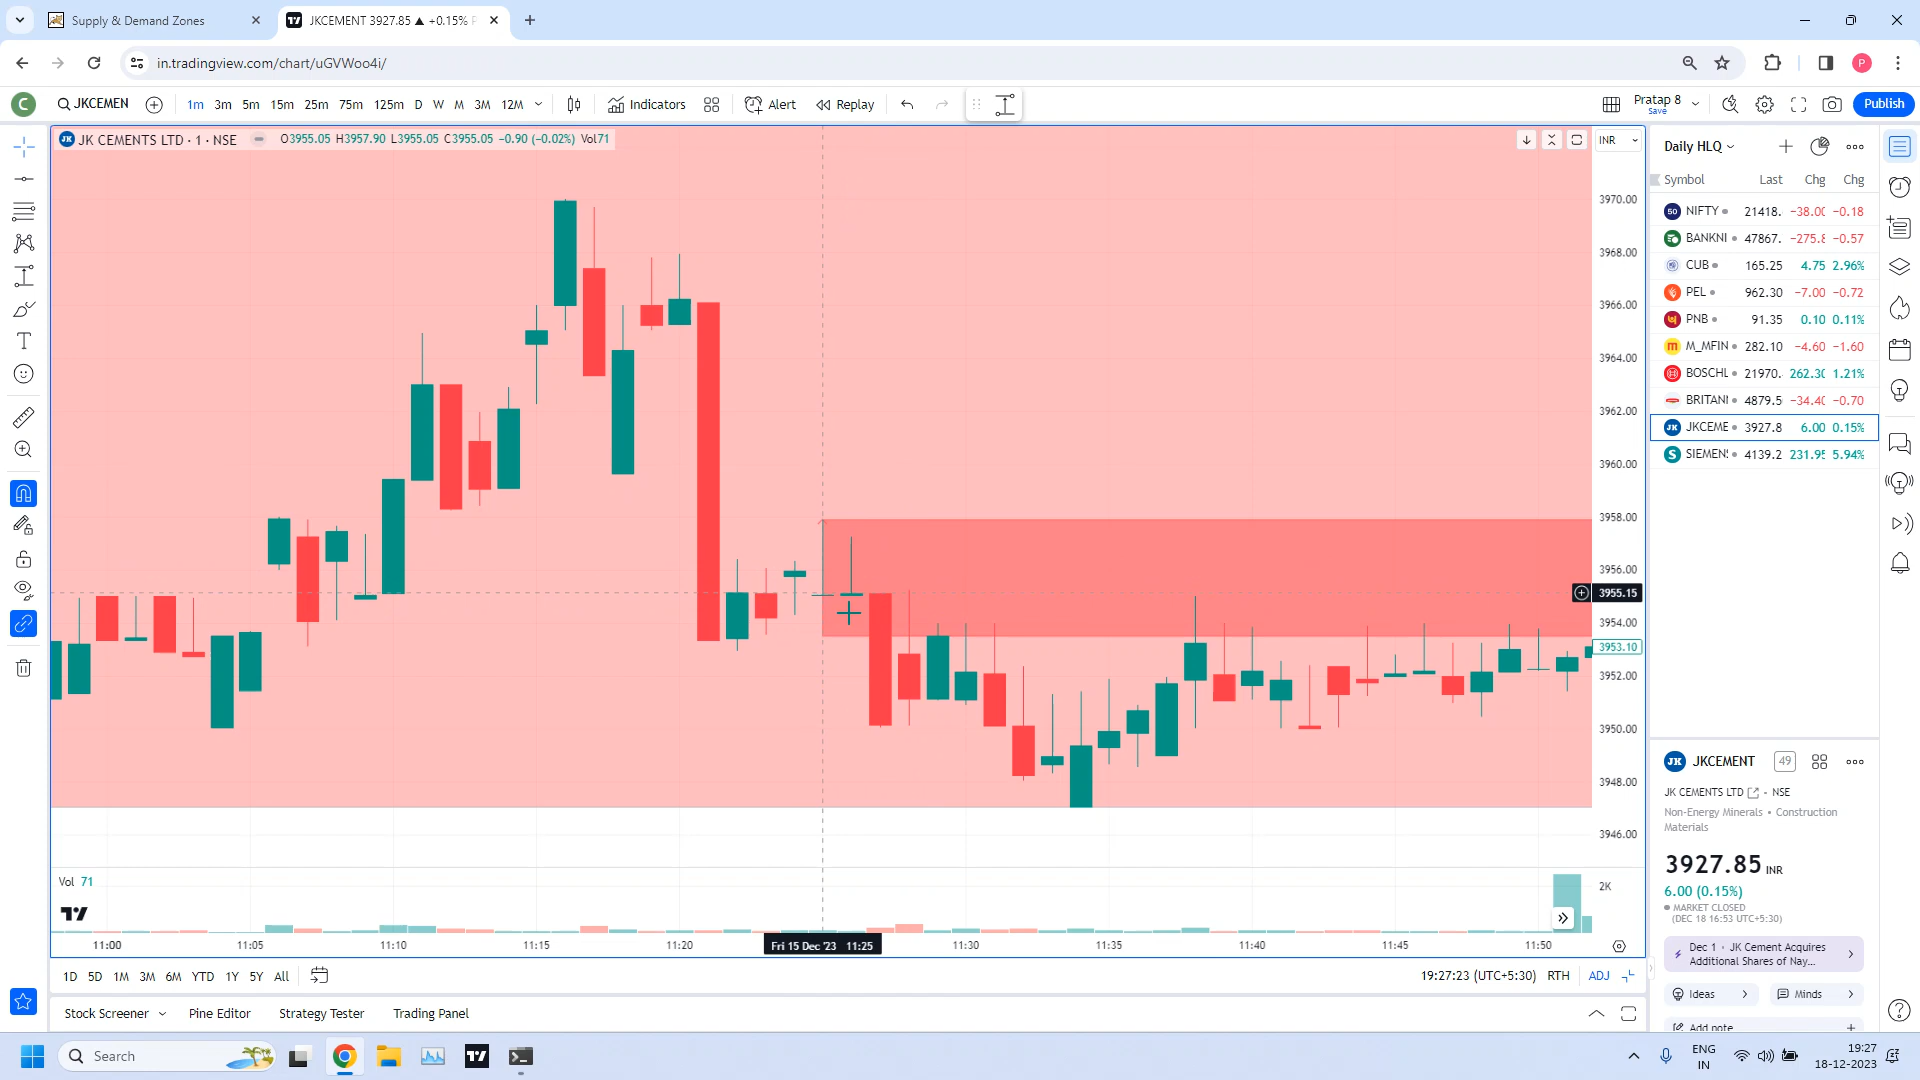 Supply & Demand Zones
JKCEMENT 3927.85 ▲ +0.15% P
in.tradingview.com/chart/uGVWoo4i/
C
JKCEMEN
1m 3m 5m 15m 25m 75m 125m D W M 3M 12M
Indicators
Alert
Replay
Pratap 8
Save
Publish
JK CEMENTS LTD · 1 · NSE
O3955.05 H3957.90 L3955.05 C3955.05 −0.90 (−0.02%) Vol71
INR
3970.00
3968.00
3966.00
3964.00
3962.00
3960.00
3958.00
3956.00
3955.15
3954.00
3953.10
3952.00
3950.00
3948.00
3946.00
2K
Vol 71
11:00 11:05 11:10 11:15 11:20 Fri 15 Dec '23 11:25 11:30 11:35 11:40 11:45 11:50
1D 5D 1M 3M 6M YTD 1Y 5Y All
19:27:23 (UTC+5:30) RTH ADJ
Stock Screener Pine Editor Strategy Tester Trading Panel
Daily HLQ
Symbol Last Chg Chg
50 NIFTY 21418. −38.00 −0.18
BANKNI 47867. −275.8 −0.57
CUB 165.25 4.75 2.96%
PEL 962.30 −7.00 −0.72
PNB 91.35 0.10 0.11%
M_MFIN 282.10 −4.60 −1.60
BOSCHL 21970. 262.30 1.21%
BRITANI 4879.5 −34.40 −0.70
JK JKCEME 3927.8 6.00 0.15%
S SIEMEN 4139.2 231.95 5.94%
JK JKCEMENT 49
JK CEMENTS LTD - NSE
Non-Energy Minerals • Construction
Materials
3927.85 INR
6.00 (0.15%)
MARKET CLOSED
(DEC 18 16:53 UTC+5:30)
Dec 1 · JK Cement Acquires
Additional Shares of Nay...
Ideas Minds
Add note
Search
ENG
IN
19:27
18-12-2023